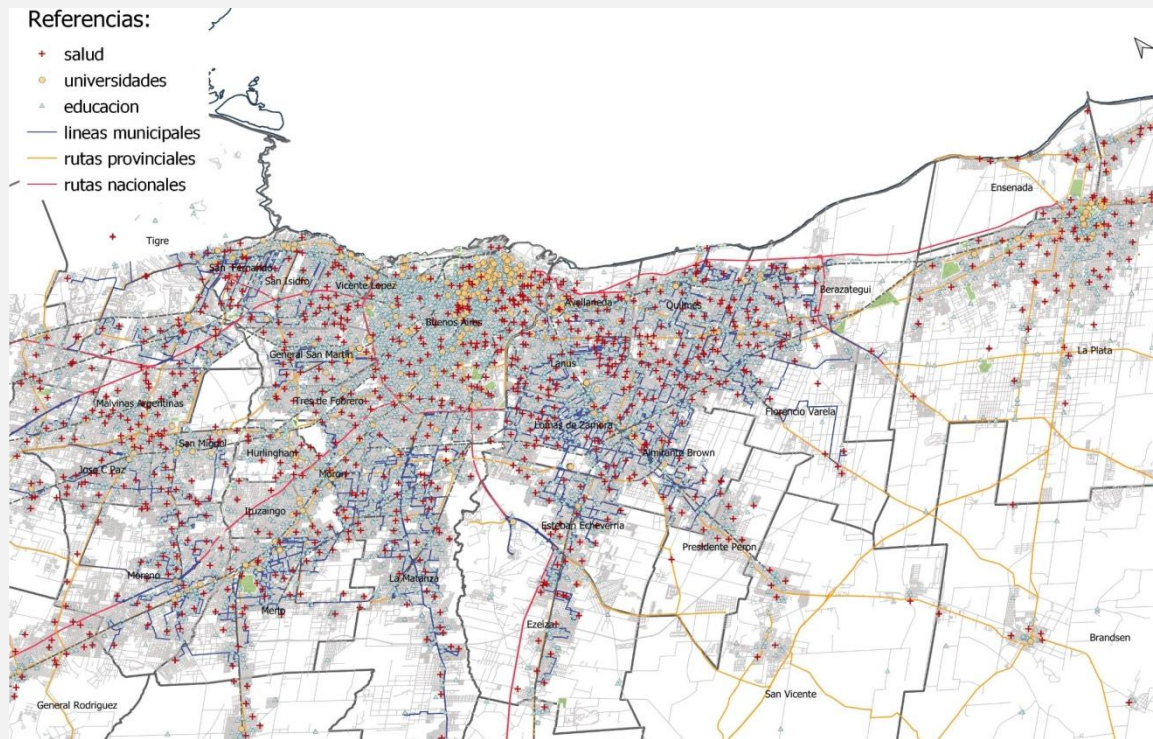 Referencias:
salud
universidades
educacion
lineas municipales
rutas provinciales
rutas nacionales
Tigre
San Fernando
San Isidro
Vicente Lopez
Buenos Aires
Avellaneda
Quilmes
Berazategui
Ensenada
La Plata
General San Martin
Tres de Febrero
Lanus
Malvinas Argentinas
San Miguel
Hurlingham
Jose C Paz
Moron
Lomas de Zamora
Almirante Brown
Florencio Varela
Ituzaingo
Esteban Echeverria
Presidente Peron
Moreno
La Matanza
Merlo
Ezeiza
Brandsen
San Vicente
General Rodriguez